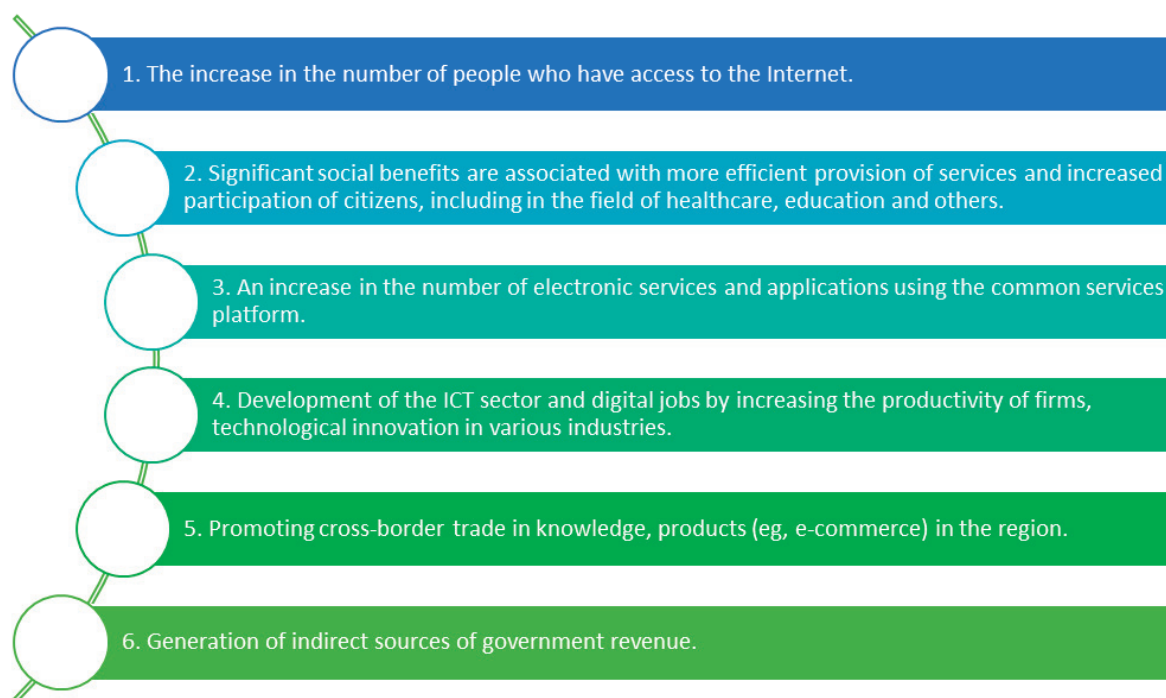 1. The increase in the number of people who have access to the Internet.
2. Significant social benefits are associated with more efficient provision of services and increased
participation of citizens, including in the field of healthcare, education and others.
3. An increase in the number of electronic services and applications using the common services
platform.
4. Development of the ICT sector and digital jobs by increasing the productivity of firms,
technological innovation in various industries.
5. Promoting cross-border trade in knowledge, products (eg, e-commerce) in the region.
6. Generation of indirect sources of government revenue.